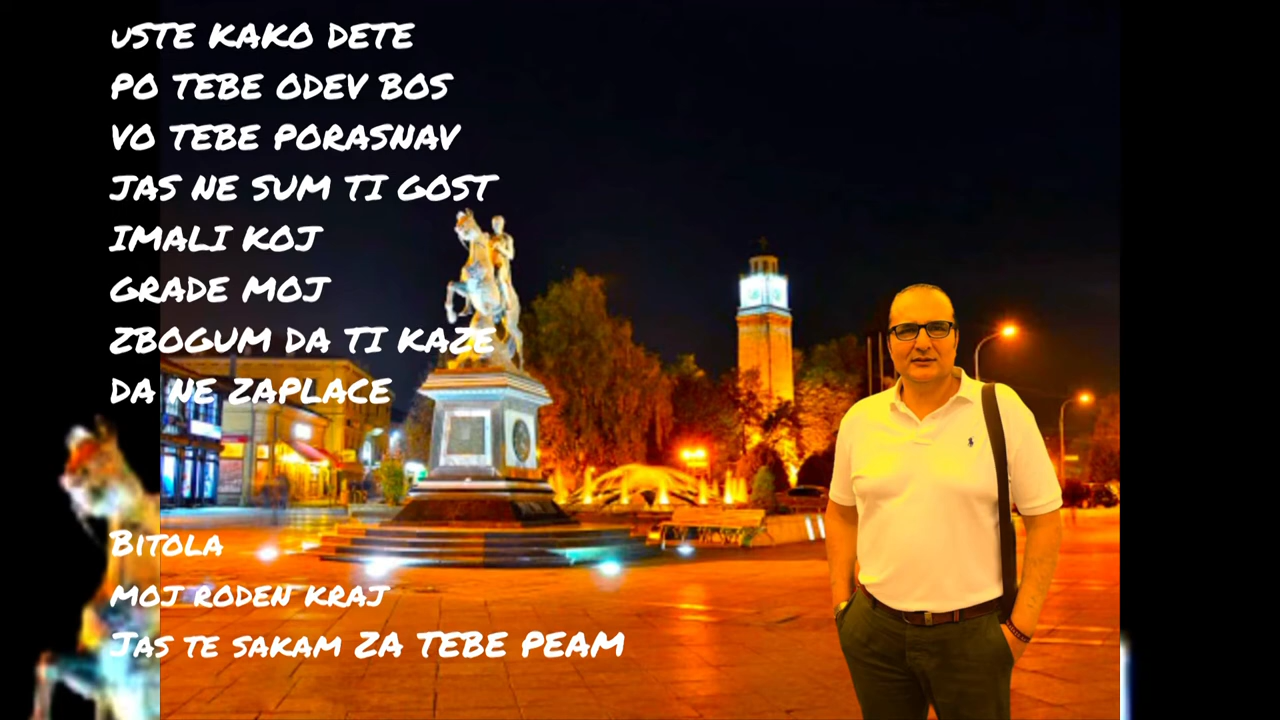 uSTE KAKO DETE
PO TEBE ODEV BOS
VO TEBE PORASNAV
JAS NE SUM TI GOST
IMALI KOJ
GRADE MOJ
ZBOGUM DA TI KAZE
DA NE ZAPLACE
Bitola
moj roden kraj
Jas te sakam ZA TEBE PEAM